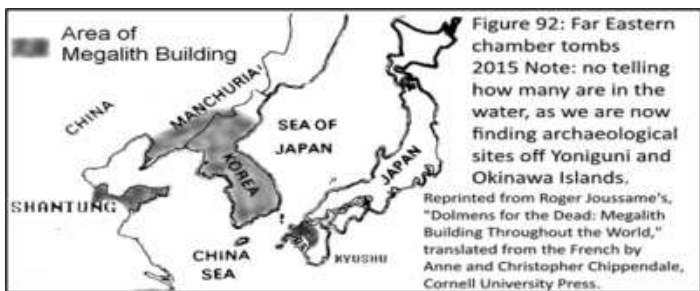 Area of
Megalith Building
CHINA
MANCHURIA
SEA OF
JAPAN
KOREA
JAPAN
SHANTUNG
CHINA
SEA
KYUSHU
Figure 92: Far Eastern
chamber tombs
2015 Note: no telling
how many are in the
water, as we are now
finding archaeological
sites off Yoniguni and
Okinawa Islands.
Reprinted from Roger Joussame's,
"Dolmens for the Dead: Megalith
Building Throughout the World,"
translated from the French by
Anne and Christopher Chippendale,
Cornell University Press.